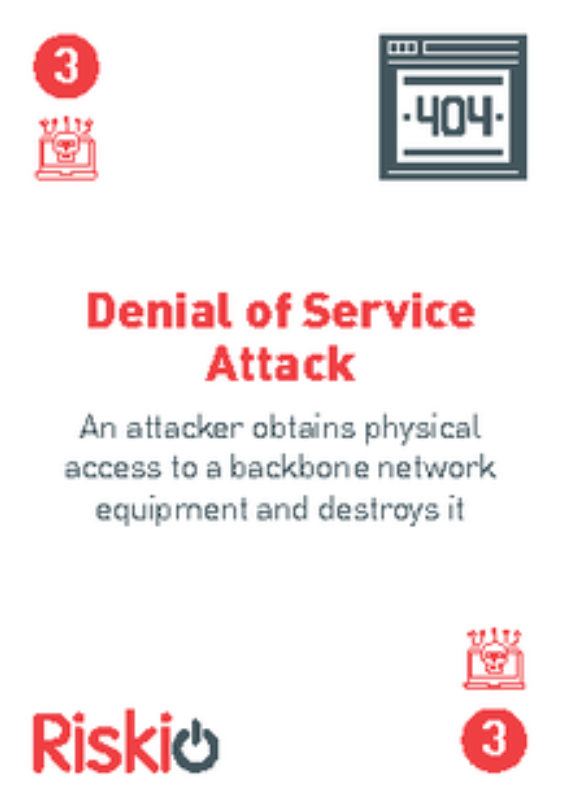 3
·404·
Denial of Service
Attack
An attacker obtains physical
access to a backbone network
equipment and destroys it
Riskio
3